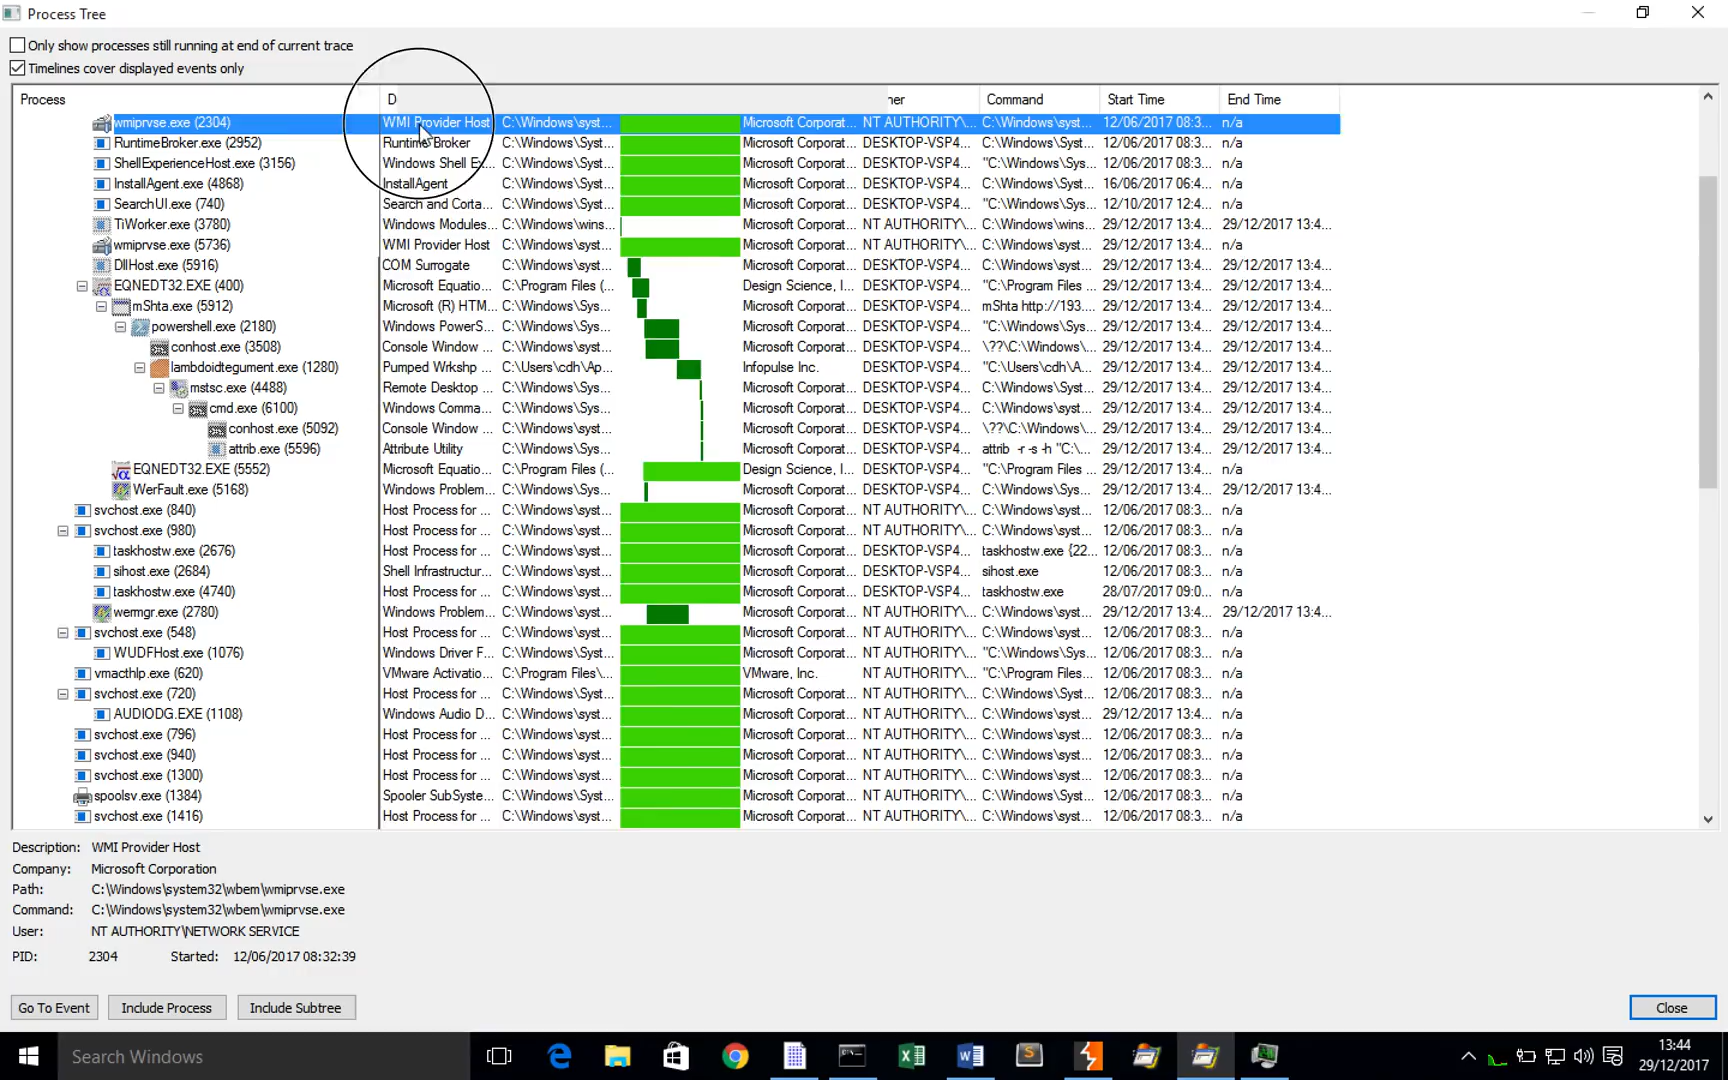 Process Tree
Only show processes still running at end of current trace
Timelines cover displayed events only
Process D ner Command Start Time End Time
wmiprvse.exe (2304) WMI Provider Host C:\Windows\syst... Microsoft Corporat... NT AUTHORITY\... C:\Windows\syst... 12/06/2017 08:3... n/a
RuntimeBroker.exe (2952) Runtime Broker C:\Windows\Syst... Microsoft Corporat... DESKTOP-VSP4... C:\Windows\Syst... 12/06/2017 08:3... n/a
ShellExperienceHost.exe (3156) Windows Shell Ex... C:\Windows\Syst... Microsoft Corporat... DESKTOP-VSP4... "C:\Windows\Sys... 12/06/2017 08:3... n/a
InstallAgent.exe (4868) InstallAgent C:\Windows\Syst... Microsoft Corporat... DESKTOP-VSP4... C:\Windows\Syst... 16/06/2017 06:4... n/a
SearchUI.exe (740) Search and Corta... C:\Windows\Syst... Microsoft Corporat... DESKTOP-VSP4... "C:\Windows\Sys... 12/10/2017 12:4... n/a
TiWorker.exe (3780) Windows Modules... C:\Windows\wins... Microsoft Corporat... NT AUTHORITY\... C:\Windows\wins... 29/12/2017 13:4... 29/12/2017 13:4...
wmiprvse.exe (5736) WMI Provider Host C:\Windows\syst... Microsoft Corporat... NT AUTHORITY\... C:\Windows\syst... 29/12/2017 13:4... n/a
DllHost.exe (5916) COM Surrogate C:\Windows\syst... Microsoft Corporat... DESKTOP-VSP4... C:\Windows\syst... 29/12/2017 13:4... 29/12/2017 13:4...
EQNEDT32.EXE (400) Microsoft Equatio... C:\Program Files (... Design Science, I... DESKTOP-VSP4... "C:\Program Files ... 29/12/2017 13:4... 29/12/2017 13:4...
mShta.exe (5912) Microsoft (R) HTM... C:\Windows\Sys... Microsoft Corporat... DESKTOP-VSP4... mShta http://193.... 29/12/2017 13:4... 29/12/2017 13:4...
powershell.exe (2180) Windows PowerS... C:\Windows\Sys... Microsoft Corporat... DESKTOP-VSP4... "C:\Windows\Sys... 29/12/2017 13:4... 29/12/2017 13:4...
conhost.exe (3508) Console Window ... C:\Windows\Syst... Microsoft Corporat... DESKTOP-VSP4... \??\C:\Windows\... 29/12/2017 13:4... 29/12/2017 13:4...
lambdoidtegument.exe (1280) Pumped Wrkshp ... C:\Users\cdh\Ap... Infopulse Inc. DESKTOP-VSP4... "C:\Users\cdh\A... 29/12/2017 13:4... 29/12/2017 13:4...
mstsc.exe (4488) Remote Desktop ... C:\Windows\Sys... Microsoft Corporat... DESKTOP-VSP4... "C:\Windows\Sys... 29/12/2017 13:4... 29/12/2017 13:4...
cmd.exe (6100) Windows Comma... C:\Windows\Sys... Microsoft Corporat... DESKTOP-VSP4... "C:\Windows\Sys... 29/12/2017 13:4... 29/12/2017 13:4...
conhost.exe (5092) Console Window ... C:\Windows\Syst... Microsoft Corporat... DESKTOP-VSP4... \??\C:\Windows\... 29/12/2017 13:4... 29/12/2017 13:4...
attrib.exe (5596) Attribute Utility C:\Windows\Sys... Microsoft Corporat... DESKTOP-VSP4... attrib -r -s -h "C:\... 29/12/2017 13:4... 29/12/2017 13:4...
EQNEDT32.EXE (5552) Microsoft Equatio... C:\Program Files (... Design Science, I... DESKTOP-VSP4... "C:\Program Files ... 29/12/2017 13:4... n/a
WerFault.exe (5168) Windows Problem... C:\Windows\Sys... Microsoft Corporat... DESKTOP-VSP4... C:\Windows\Sys... 29/12/2017 13:4... 29/12/2017 13:4...
svchost.exe (840) Host Process for ... C:\Windows\syst... Microsoft Corporat... NT AUTHORITY\... C:\Windows\syst... 12/06/2017 08:3... n/a
svchost.exe (980) Host Process for ... C:\Windows\syst... Microsoft Corporat... NT AUTHORITY\... C:\Windows\syst... 12/06/2017 08:3... n/a
taskhostw.exe (2676) Host Process for ... C:\Windows\syst... Microsoft Corporat... DESKTOP-VSP4... taskhostw.exe {22... 12/06/2017 08:3... n/a
sihost.exe (2684) Shell Infrastructur... C:\Windows\syst... Microsoft Corporat... DESKTOP-VSP4... sihost.exe 12/06/2017 08:3... n/a
taskhostw.exe (4740) Host Process for ... C:\Windows\syst... Microsoft Corporat... DESKTOP-VSP4... taskhostw.exe 28/07/2017 09:0... n/a
wermgr.exe (2780) Windows Problem... C:\Windows\syst... Microsoft Corporat... NT AUTHORITY\... C:\Windows\syst... 29/12/2017 13:4... 29/12/2017 13:4...
svchost.exe (548) Host Process for ... C:\Windows\syst... Microsoft Corporat... NT AUTHORITY\... C:\Windows\syst... 12/06/2017 08:3... n/a
WUDFHost.exe (1076) Windows Driver F... C:\Windows\Syst... Microsoft Corporat... NT AUTHORITY\... "C:\Windows\Sys... 12/06/2017 08:3... n/a
vmacthlp.exe (620) VMware Activatio... C:\Program Files\... VMware, Inc. NT AUTHORITY\... "C:\Program Files... 12/06/2017 08:3... n/a
svchost.exe (720) Host Process for ... C:\Windows\Syst... Microsoft Corporat... NT AUTHORITY\... C:\Windows\Syst... 12/06/2017 08:3... n/a
AUDIODG.EXE (1108) Windows Audio D... C:\Windows\syst... Microsoft Corporat... NT AUTHORITY\... C:\Windows\syst... 29/12/2017 13:4... n/a
svchost.exe (796) Host Process for ... C:\Windows\syst... Microsoft Corporat... NT AUTHORITY\... C:\Windows\syst... 12/06/2017 08:3... n/a
svchost.exe (940) Host Process for ... C:\Windows\syst... Microsoft Corporat... NT AUTHORITY\... C:\Windows\syst... 12/06/2017 08:3... n/a
svchost.exe (1300) Host Process for ... C:\Windows\Syst... Microsoft Corporat... NT AUTHORITY\... C:\Windows\Syst... 12/06/2017 08:3... n/a
spoolsv.exe (1384) Spooler SubSyste... C:\Windows\Syst... Microsoft Corporat... NT AUTHORITY\... C:\Windows\Syst... 12/06/2017 08:3... n/a
svchost.exe (1416) Host Process for ... C:\Windows\syst... Microsoft Corporat... NT AUTHORITY\... C:\Windows\syst... 12/06/2017 08:3... n/a
Description: WMI Provider Host
Company: Microsoft Corporation
Path: C:\Windows\system32\wbem\wmiprvse.exe
Command: C:\Windows\system32\wbem\wmiprvse.exe
User: NT AUTHORITY\NETWORK SERVICE
PID: 2304 Started: 12/06/2017 08:32:39
Go To Event Include Process Include Subtree Close
Search Windows
13:44
29/12/2017